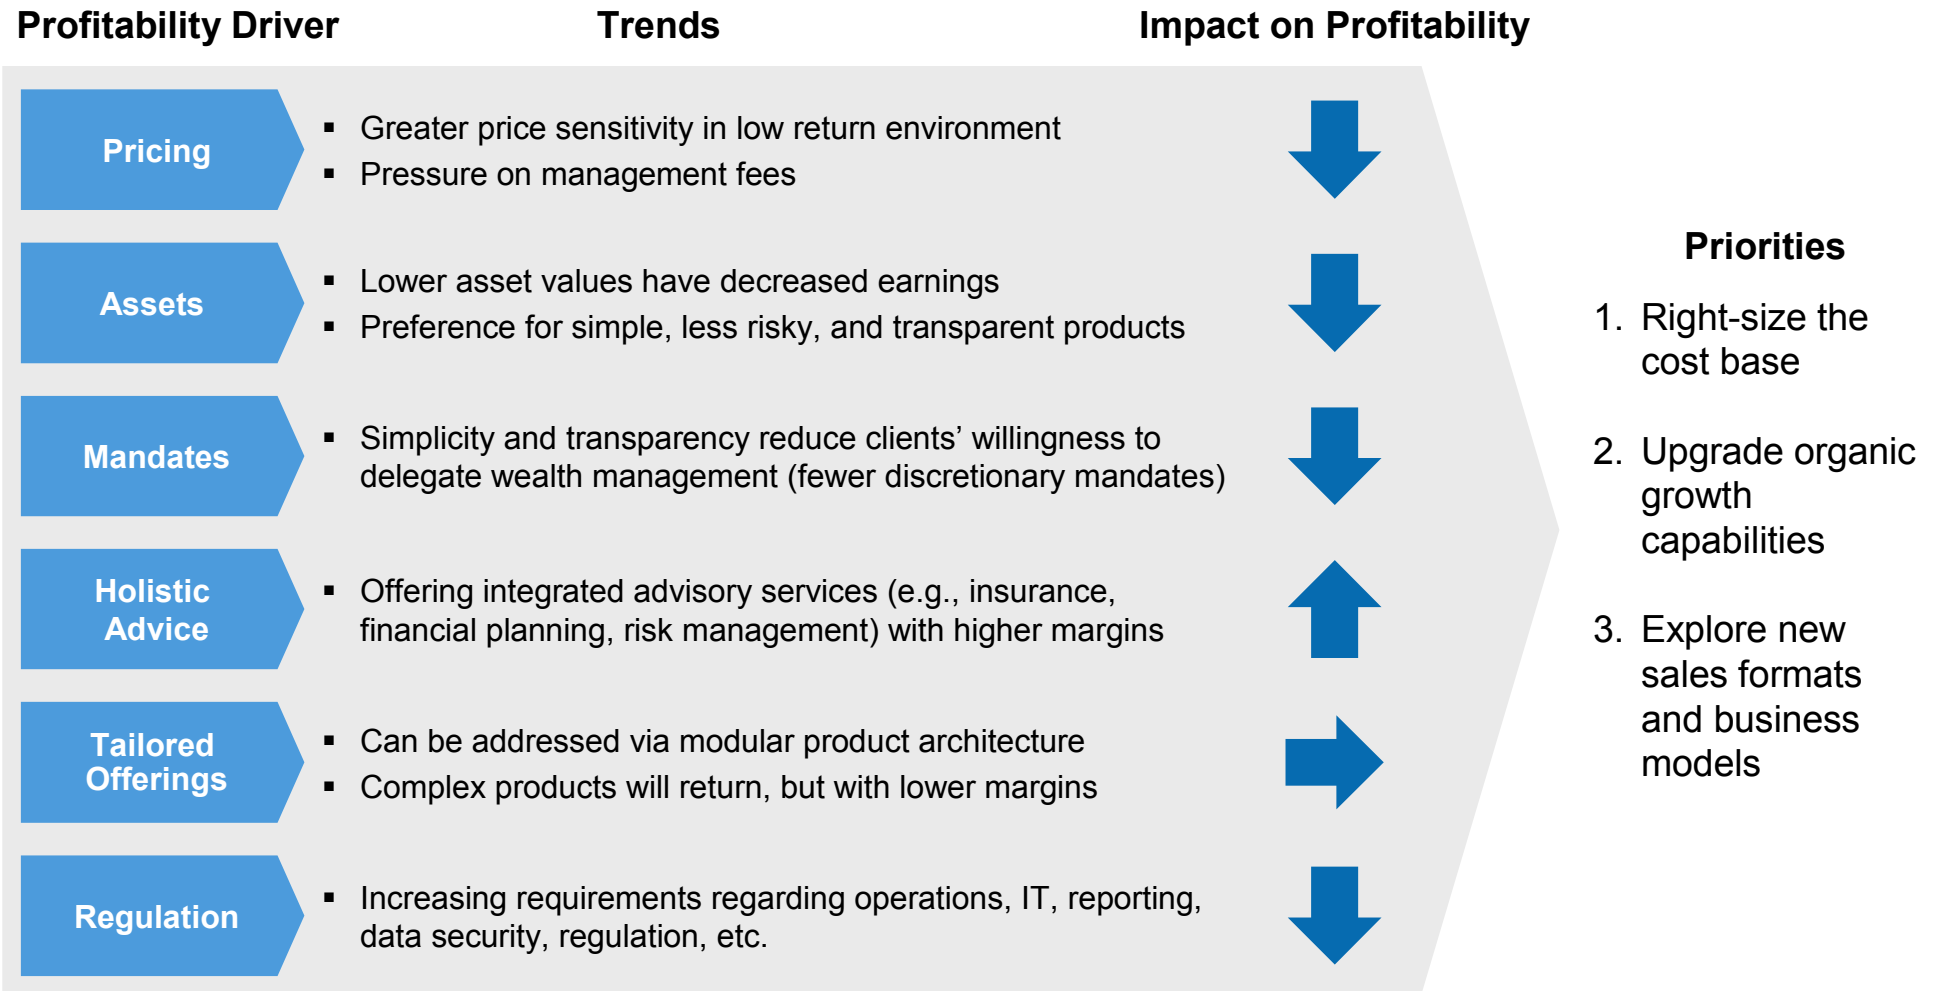 Profitability Driver
Trends
Impact on Profitability
Pricing
▪ Greater price sensitivity in low return environment
▪ Pressure on management fees
Assets
▪ Lower asset values have decreased earnings
▪ Preference for simple, less risky, and transparent products
Mandates
▪ Simplicity and transparency reduce clients’ willingness to
delegate wealth management (fewer discretionary mandates)
Holistic
Advice
▪ Offering integrated advisory services (e.g., insurance,
financial planning, risk management) with higher margins
Tailored
Offerings
▪ Can be addressed via modular product architecture
▪ Complex products will return, but with lower margins
Regulation
▪ Increasing requirements regarding operations, IT, reporting,
data security, regulation, etc.
Priorities
1. Right-size the
cost base
2. Upgrade organic
growth
capabilities
3. Explore new
sales formats
and business
models